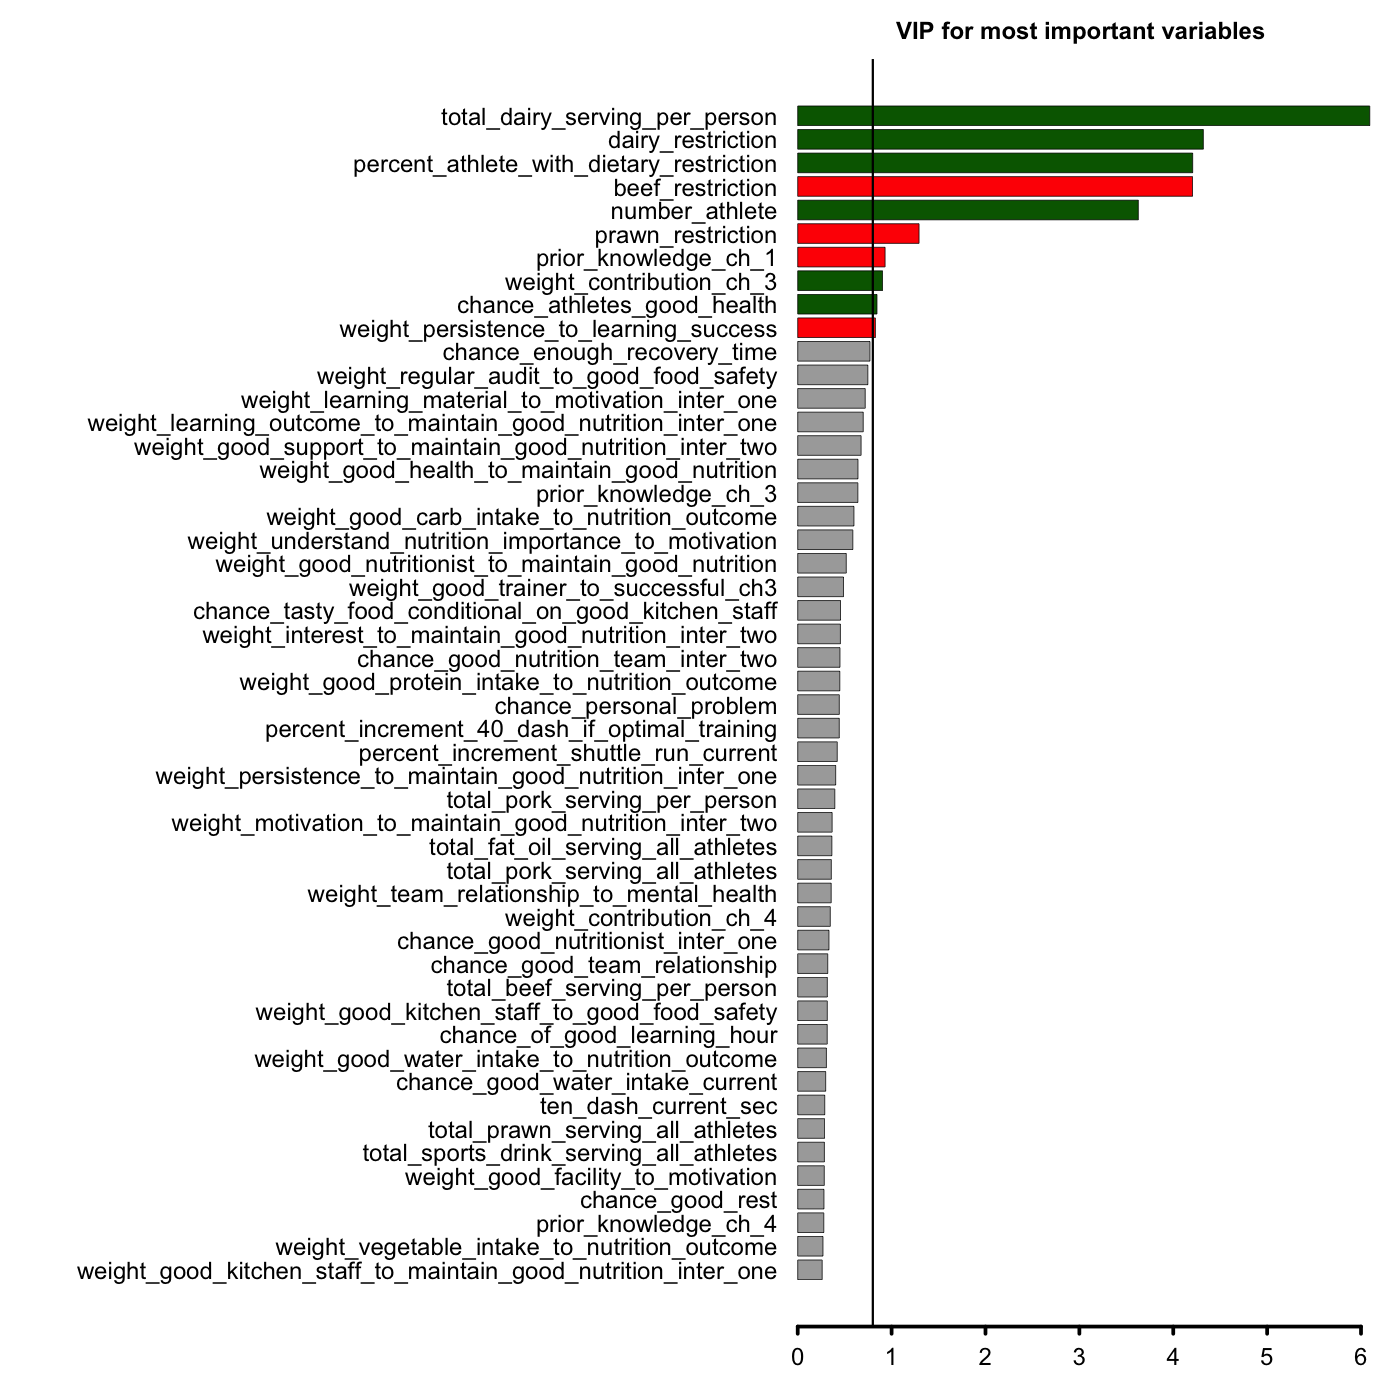 VIP for most important variables
total_dairy_serving_per_person
dairy_restriction
percent_athlete_with_dietary_restriction
beef_restriction
number_athlete
prawn_restriction
prior_knowledge_ch_1
weight_contribution_ch_3
chance_athletes_good_health
weight_persistence_to_learning_success
chance_enough_recovery_time
weight_regular_audit_to_good_food_safety
weight_learning_material_to_motivation_inter_one
weight_learning_outcome_to_maintain_good_nutrition_inter_one
weight_good_support_to_maintain_good_nutrition_inter_two
weight_good_health_to_maintain_good_nutrition
prior_knowledge_ch_3
weight_good_carb_intake_to_nutrition_outcome
weight_understand_nutrition_importance_to_motivation
weight_good_nutritionist_to_maintain_good_nutrition
weight_good_trainer_to_successful_ch3
chance_tasty_food_conditional_on_good_kitchen_staff
weight_interest_to_maintain_good_nutrition_inter_two
chance_good_nutrition_team_inter_two
weight_good_protein_intake_to_nutrition_outcome
chance_personal_problem
percent_increment_40_dash_if_optimal_training
percent_increment_shuttle_run_current
weight_persistence_to_maintain_good_nutrition_inter_one
total_pork_serving_per_person
weight_motivation_to_maintain_good_nutrition_inter_two
total_fat_oil_serving_all_athletes
total_pork_serving_all_athletes
weight_team_relationship_to_mental_health
weight_contribution_ch_4
chance_good_nutritionist_inter_one
chance_good_team_relationship
total_beef_serving_per_person
weight_good_kitchen_staff_to_good_food_safety
chance_of_good_learning_hour
weight_good_water_intake_to_nutrition_outcome
chance_good_water_intake_current
ten_dash_current_sec
total_prawn_serving_all_athletes
total_sports_drink_serving_all_athletes
weight_good_facility_to_motivation
chance_good_rest
prior_knowledge_ch_4
weight_vegetable_intake_to_nutrition_outcome
weight_good_kitchen_staff_to_maintain_good_nutrition_inter_one
0 1 2 3 4 5 6